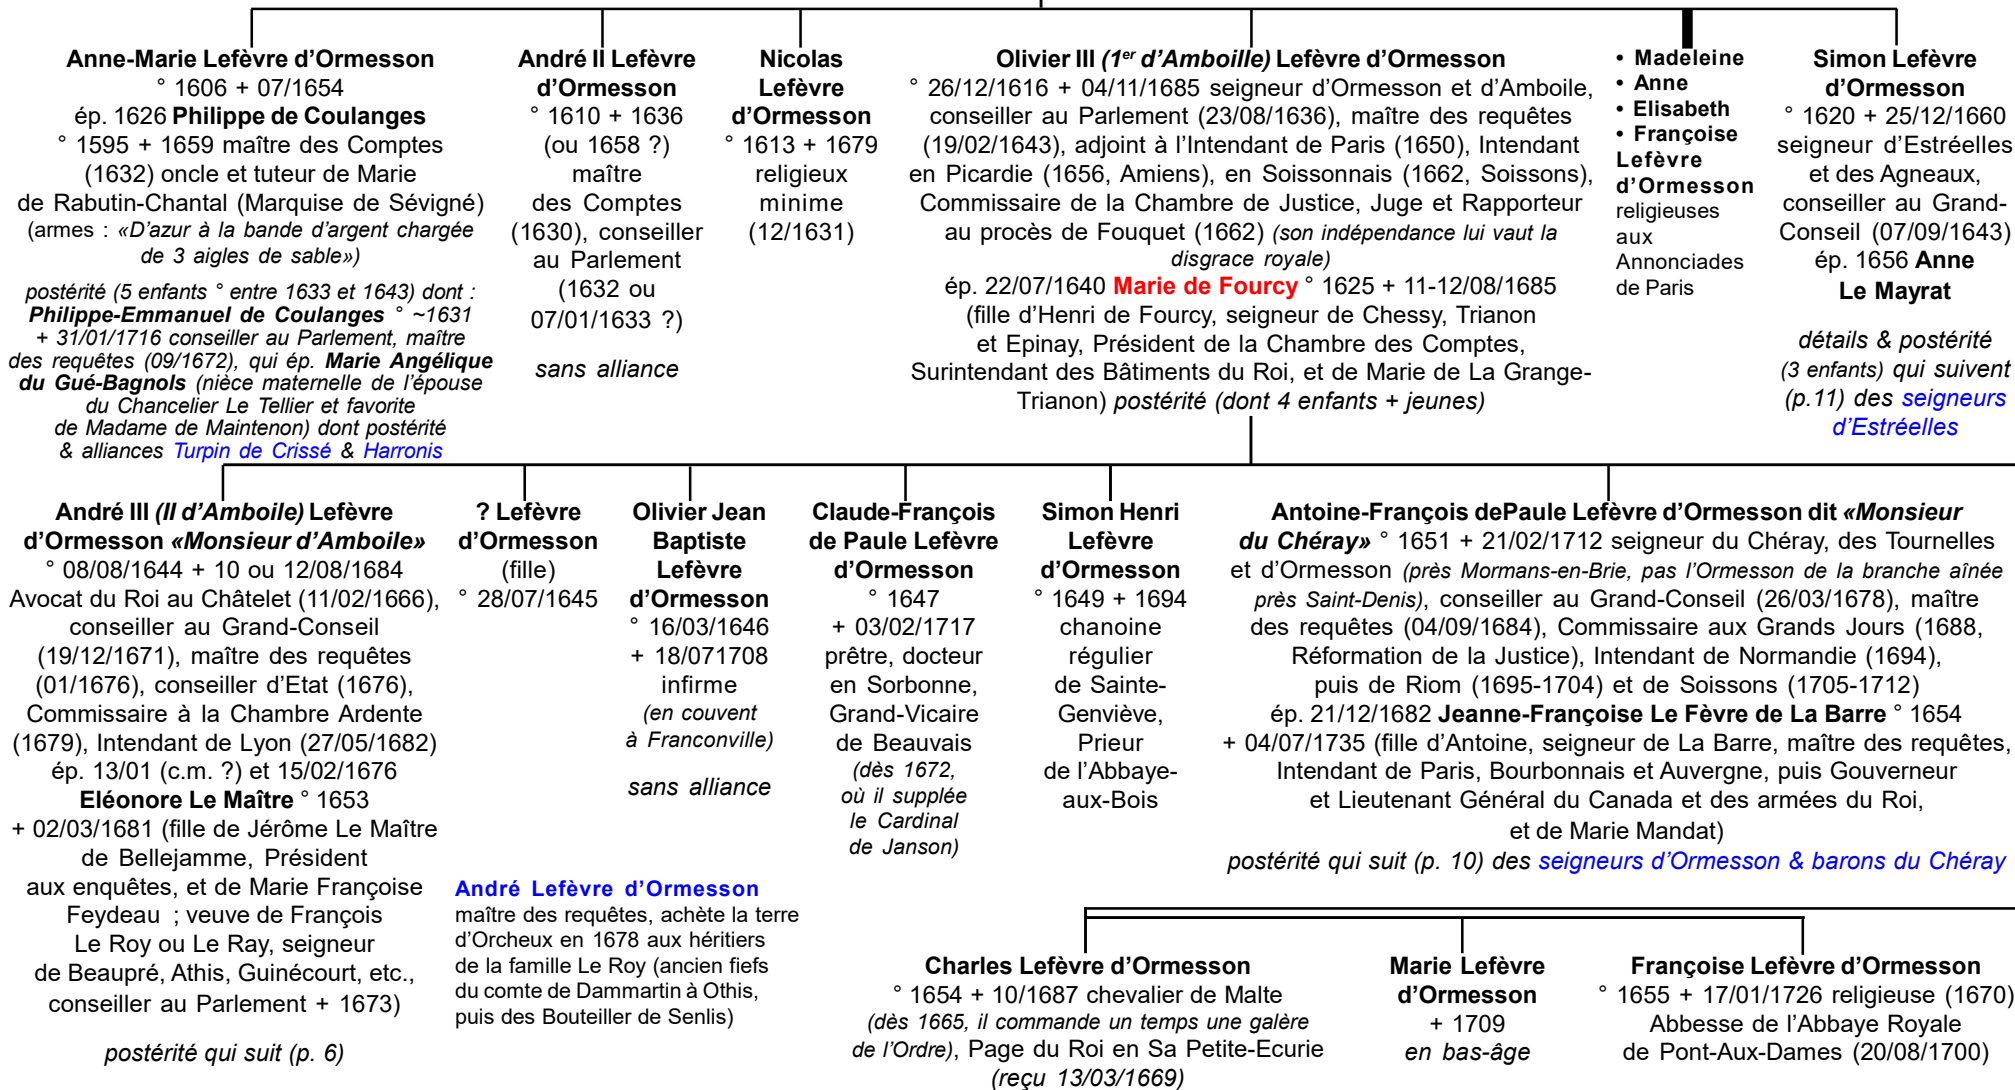 Anne-Marie Lefèvre d’Ormesson
° 1606 + 07/1654
ép. 1626 Philippe de Coulanges
° 1595 + 1659 maître des Comptes
(1632) oncle et tuteur de Marie
de Rabutin-Chantal (Marquise de Sévigné)
(armes : «D’azur à la bande d’argent chargée
de 3 aigles de sable»)
postérité (5 enfants ° entre 1633 et 1643) dont :
Philippe-Emmanuel de Coulanges ° ~1631
+ 31/01/1716 conseiller au Parlement, maître
des requêtes (09/1672), qui ép. Marie Angélique
du Gué-Bagnols (nièce maternelle de l’épouse
du Chancelier Le Tellier et favorite
de Madame de Maintenon) dont postérité
& alliances Turpin de Crissé & Harronis
André II Lefèvre
d’Ormesson
° 1610 + 1636
(ou 1658 ?)
maître
des Comptes
(1630), conseiller
au Parlement
(1632 ou
07/01/1633 ?)
sans alliance
Nicolas
Lefèvre
d’Ormesson
° 1613 + 1679
religieux
minime
(12/1631)
Olivier III (1er d’Amboille) Lefèvre d’Ormesson
° 26/12/1616 + 04/11/1685 seigneur d’Ormesson et d’Amboile,
conseiller au Parlement (23/08/1636), maître des requêtes
(19/02/1643), adjoint à l’Intendant de Paris (1650), Intendant
en Picardie (1656, Amiens), en Soissonnais (1662, Soissons),
Commissaire de la Chambre de Justice, Juge et Rapporteur
au procès de Fouquet (1662) (son indépendance lui vaut la
disgrace royale)
ép. 22/07/1640 Marie de Fourcy ° 1625 + 11-12/08/1685
(fille d’Henri de Fourcy, seigneur de Chessy, Trianon
et Epinay, Président de la Chambre des Comptes,
Surintendant des Bâtiments du Roi, et de Marie de La Grange-
Trianon) postérité (dont 4 enfants + jeunes)
• Madeleine
• Anne
• Elisabeth
• Françoise
Lefèvre
d’Ormesson
religieuses
aux
Annonciades
de Paris
Simon Lefèvre
d’Ormesson
° 1620 + 25/12/1660
seigneur d’Estréelles
et des Agneaux,
conseiller au Grand-
Conseil (07/09/1643)
ép. 1656 Anne
Le Mayrat
détails & postérité
(3 enfants) qui suivent
(p.11) des seigneurs
d’Estréelles
André III (II d’Amboile) Lefèvre
d’Ormesson «Monsieur d’Amboile»
° 08/08/1644 + 10 ou 12/08/1684
Avocat du Roi au Châtelet (11/02/1666),
conseiller au Grand-Conseil
(19/12/1671), maître des requêtes
(01/1676), conseiller d’Etat (1676),
Commissaire à la Chambre Ardente
(1679), Intendant de Lyon (27/05/1682)
ép. 13/01 (c.m. ?) et 15/02/1676
Eléonore Le Maître ° 1653
+ 02/03/1681 (fille de Jérôme Le Maître
de Bellejamme, Président
aux enquêtes, et de Marie Françoise
Feydeau ; veuve de François
Le Roy ou Le Ray, seigneur
de Beaupré, Athis, Guinécourt, etc.,
conseiller au Parlement + 1673)
postérité qui suit (p. 6)
? Lefèvre
d’Ormesson
(fille)
° 28/07/1645
Olivier Jean
Baptiste
Lefèvre
d’Ormesson
° 16/03/1646
+ 18/071708
infirme
(en couvent
à Franconville)
sans alliance
Claude-François
de Paule Lefèvre
d’Ormesson
° 1647
+ 03/02/1717
prêtre, docteur
en Sorbonne,
Grand-Vicaire
de Beauvais
(dès 1672,
où il supplée
le Cardinal
de Janson)
Simon Henri
Lefèvre
d’Ormesson
° 1649 + 1694
chanoine
régulier
de Sainte-
Genviève,
Prieur
de l’Abbaye-
aux-Bois
Antoine-François dePaule Lefèvre d’Ormesson dit «Monsieur
du Chéray» ° 1651 + 21/02/1712 seigneur du Chéray, des Tournelles
et d’Ormesson (près Mormans-en-Brie, pas l’Ormesson de la branche aînée
près Saint-Denis), conseiller au Grand-Conseil (26/03/1678), maître
des requêtes (04/09/1684), Commissaire aux Grands Jours (1688,
Réformation de la Justice), Intendant de Normandie (1694),
puis de Riom (1695-1704) et de Soissons (1705-1712)
ép. 21/12/1682 Jeanne-Françoise Le Fèvre de La Barre ° 1654
+ 04/07/1735 (fille d’Antoine, seigneur de La Barre, maître des requêtes,
Intendant de Paris, Bourbonnais et Auvergne, puis Gouverneur
et Lieutenant Général du Canada et des armées du Roi,
et de Marie Mandat)
postérité qui suit (p. 10) des seigneurs d’Ormesson & barons du Chéray
André Lefèvre d’Ormesson
maître des requêtes, achète la terre
d’Orcheux en 1678 aux héritiers
de la famille Le Roy (ancien fiefs
du comte de Dammartin à Othis,
puis des Bouteiller de Senlis)
Charles Lefèvre d’Ormesson
° 1654 + 10/1687 chevalier de Malte
(dès 1665, il commande un temps une galère
de l’Ordre), Page du Roi en Sa Petite-Ecurie
(reçu 13/03/1669)
Marie Lefèvre
d’Ormesson
+ 1709
en bas-âge
Françoise Lefèvre d’Ormesson
° 1655 + 17/01/1726 religieuse (1670)
Abbesse de l’Abbaye Royale
de Pont-Aux-Dames (20/08/1700)